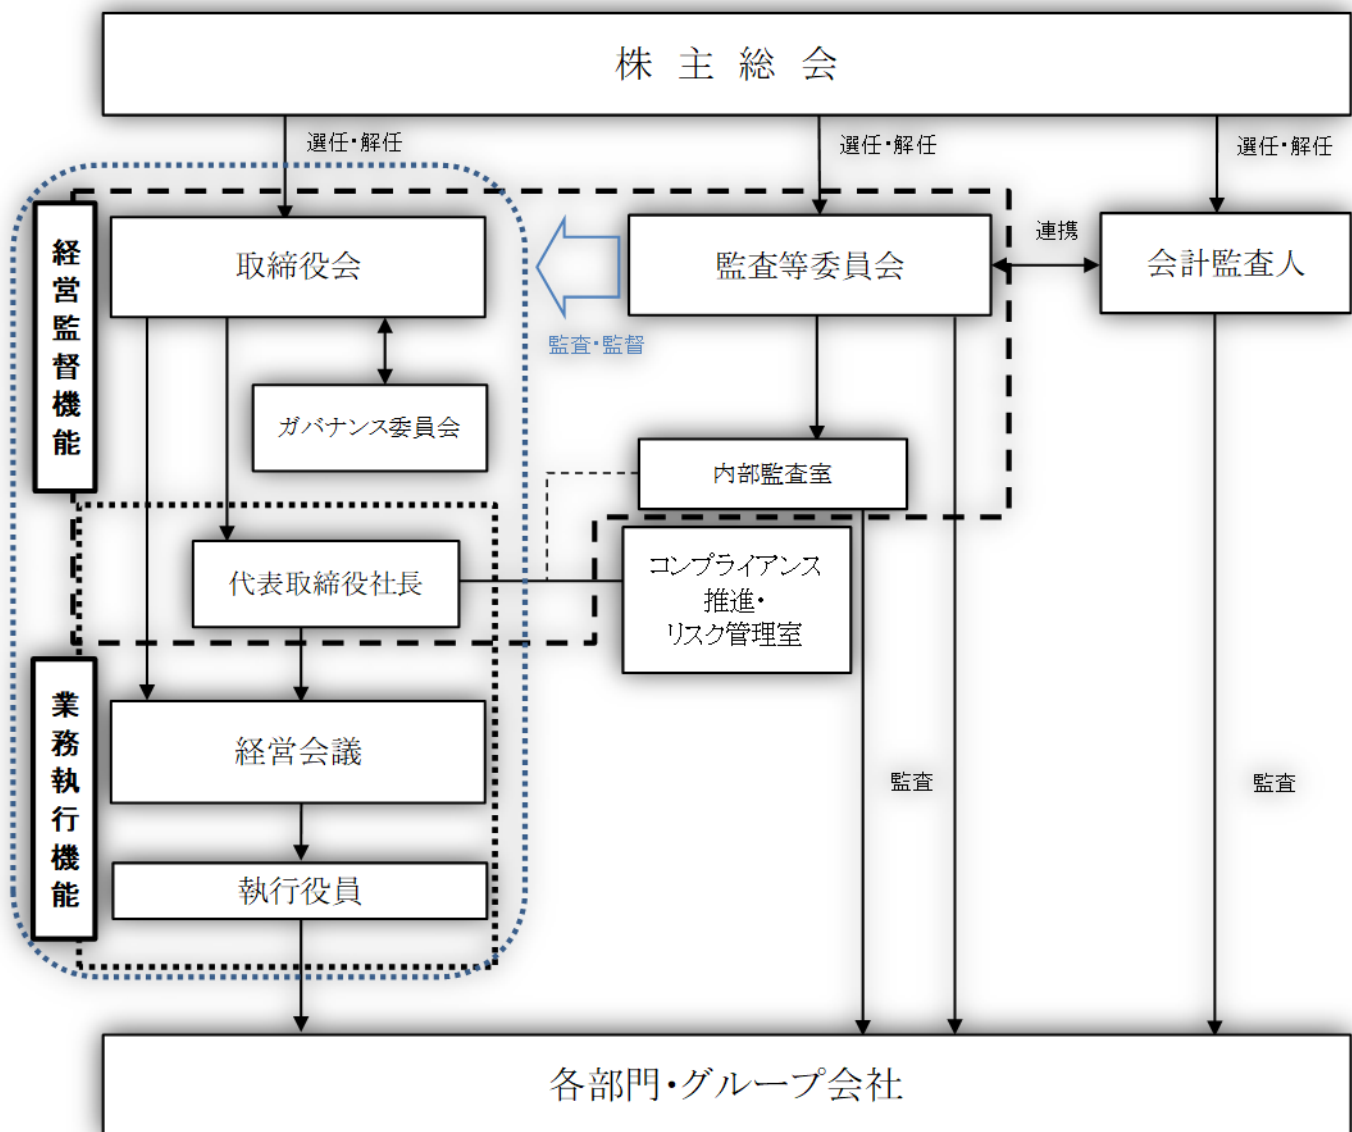 株主総会
選任・解任
選任・解任
選任・解任
経営監督機能
取締役会
監査等委員会
連携
会計監査人
監査・監督
ガバナンス委員会
内部監査室
代表取締役社長
コンプライアンス
推進・
リスク管理室
業務執行機能
経営会議
監査
監査
執行役員
各部門・グループ会社